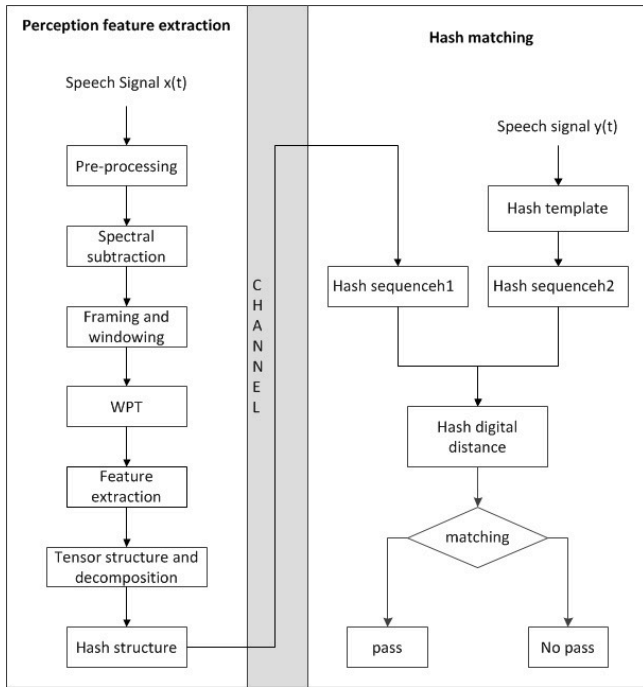 Perception feature extraction
Speech Signal x(t)
Pre-processing
Spectral
subtraction
Framing and
windowing
WPT
Feature
extraction
Tensor structure and
decomposition
Hash structure
C
H
A
N
N
E
L
Hash matching
Speech signal y(t)
Hash template
Hash sequenceh1
Hash sequenceh2
Hash digital
distance
matching
pass
No pass